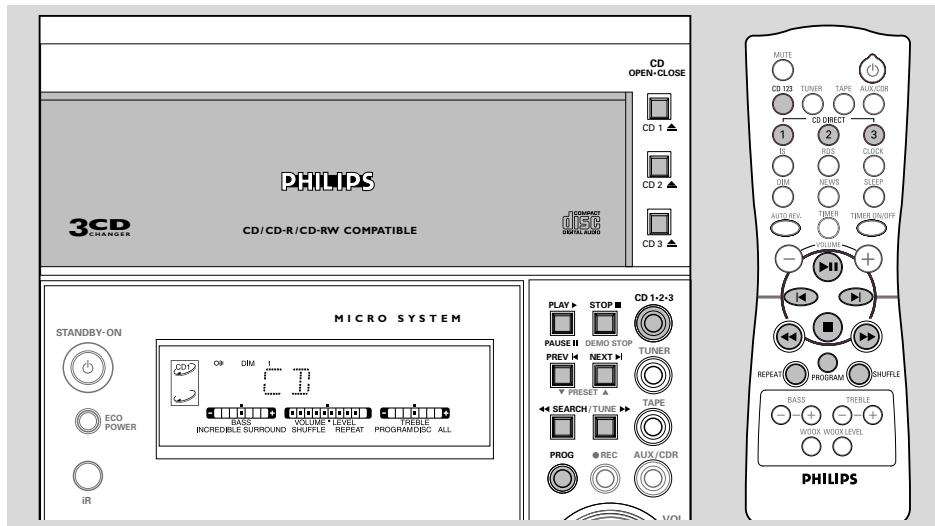 CD
OPEN•CLOSE
CD 1
CD 2
CD 3
PHILIPS
3CD
CHANGER
CD/CD-R/CD-RW COMPATIBLE
COMPACT
disc
DIGITAL AUDIO
MICRO SYSTEM
STANDBY-ON
ECO
POWER
iR
CD1
DIM 1
CD
BASS VOLUME • LEVEL TREBLE
INCREDIBLE SURROUND SHUFFLE REPEAT PROGRAM DISC ALL
PLAY STOP CD 1•2•3
PAUSE DEMO STOP
TUNER
PREV NEXT
PRESET
TAPE
SEARCH/TUNE
PROG REC AUX/CDR
VOL
MUTE
CD 123 TUNER TAPE AUX/CDR
CD DIRECT
1 2 3
IS RDS CLOCK
DIM NEWS SLEEP
AUTO REV. TIMER TIMER ON/OFF
VOLUME
REPEAT PROGRAM SHUFFLE
BASS TREBLE
WOOX WOOX LEVEL
PHILIPS